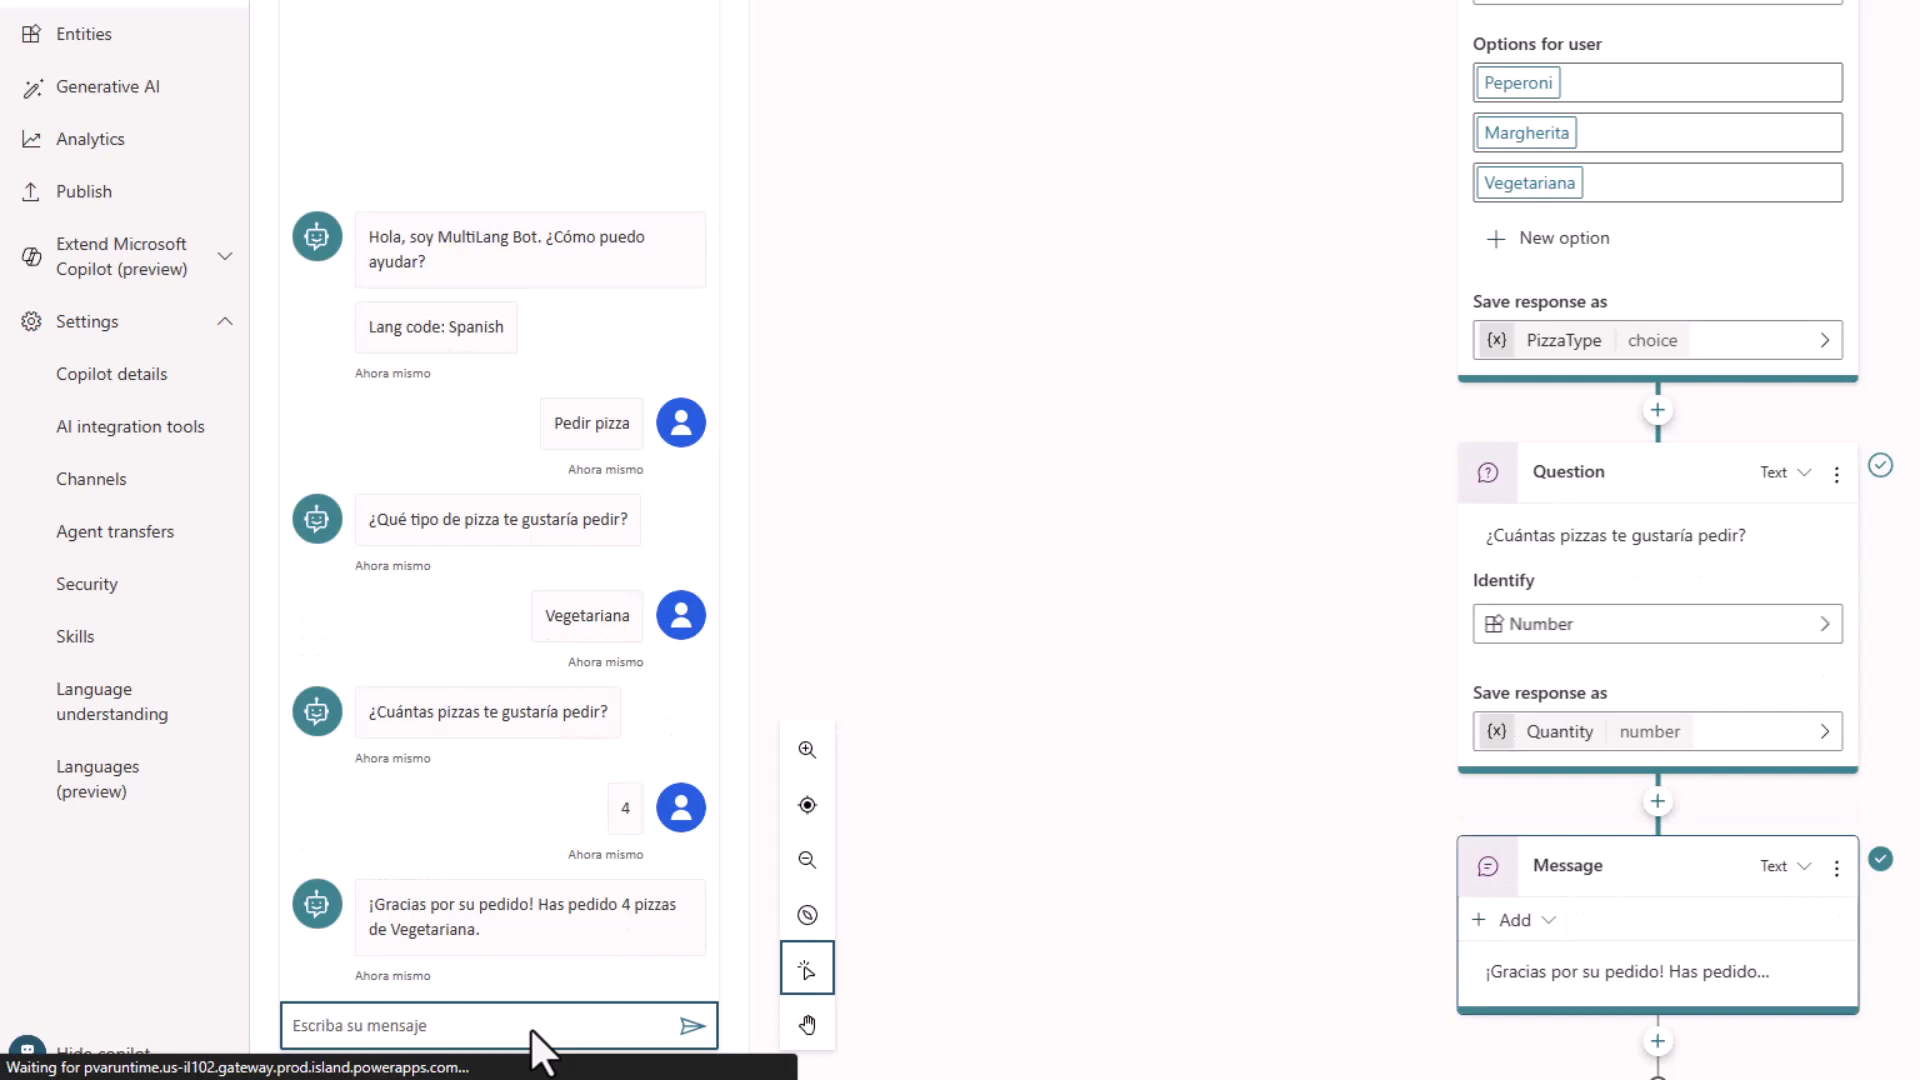 Entities
Generative AI
Analytics
Publish
Extend Microsoft
Copilot (preview)
Settings
Copilot details
AI integration tools
Channels
Agent transfers
Security
Skills
Language
understanding
Languages
(preview)
Hide copilot
Hola, soy MultiLang Bot. ¿Cómo puedo
ayudar?
Lang code: Spanish
Ahora mismo
Pedir pizza
Ahora mismo
¿Qué tipo de pizza te gustaría pedir?
Ahora mismo
Vegetariana
Ahora mismo
¿Cuántas pizzas te gustaría pedir?
Ahora mismo
4
Ahora mismo
¡Gracias por su pedido! Has pedido 4 pizzas
de Vegetariana.
Ahora mismo
Escriba su mensaje
Waiting for pvaruntime.us-il102.gateway.prod.island.powerapps.com...
Options for user
Peperoni
Margherita
Vegetariana
New option
Save response as
{x} PizzaType choice
Question Text
¿Cuántas pizzas te gustaría pedir?
Identify
Number
Save response as
{x} Quantity number
Message Text
Add
¡Gracias por su pedido! Has pedido...